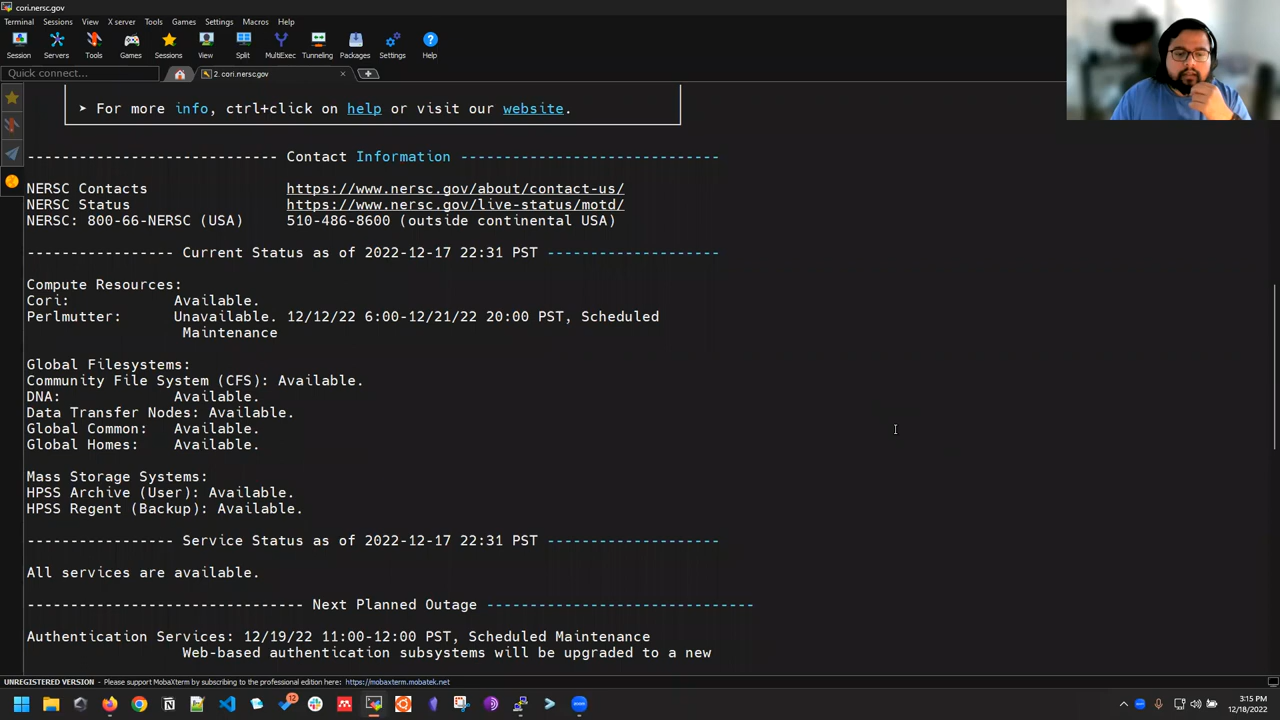 cori.nersc.gov
Terminal Sessions View X server Tools Games Settings Macros Help
Session Servers Tools Games Sessions View Split MultiExec Tunneling Packages Settings Help
Quick connect... 2. cori.nersc.gov
➤ For more info, ctrl+click on help or visit our website.
----------------------------- Contact Information ------------------------------
NERSC Contacts https://www.nersc.gov/about/contact-us/
NERSC Status https://www.nersc.gov/live-status/motd/
NERSC: 800-66-NERSC (USA) 510-486-8600 (outside continental USA)
----------------- Current Status as of 2022-12-17 22:31 PST --------------------
Compute Resources:
Cori: Available.
Perlmutter: Unavailable. 12/12/22 6:00-12/21/22 20:00 PST, Scheduled
Maintenance
Global Filesystems:
Community File System (CFS): Available.
DNA: Available.
Data Transfer Nodes: Available.
Global Common: Available.
Global Homes: Available.
Mass Storage Systems:
HPSS Archive (User): Available.
HPSS Regent (Backup): Available.
----------------- Service Status as of 2022-12-17 22:31 PST --------------------
All services are available.
-------------------------------- Next Planned Outage -------------------------------
Authentication Services: 12/19/22 11:00-12:00 PST, Scheduled Maintenance
Web-based authentication subsystems will be upgraded to a new
UNREGISTERED VERSION - Please support MobaXterm by subscribing to the professional edition here: https://mobaxterm.mobatek.net
12
3:15 PM
12/18/2022